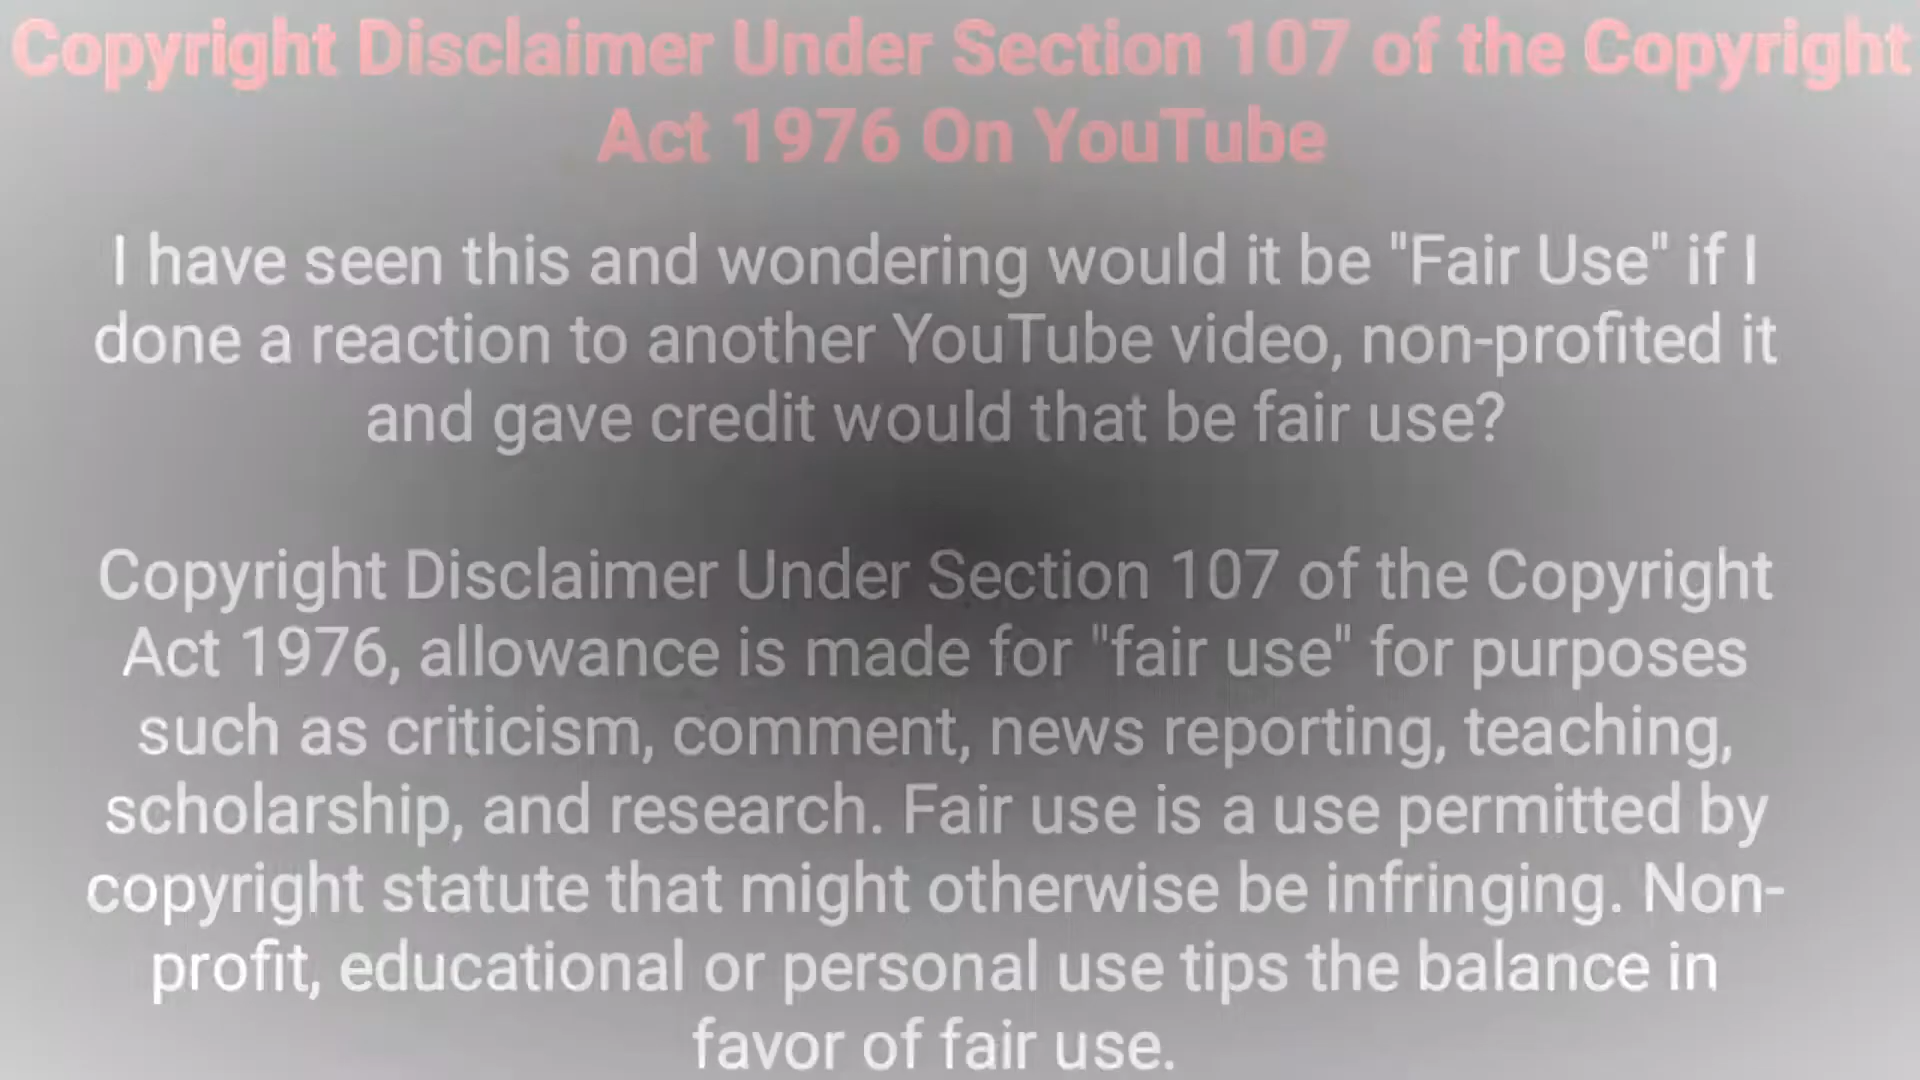 Copyright Disclaimer Under Section 107 of the Copyright
Act 1976 On YouTube
I have seen this and wondering would it be "Fair Use" if I
done a reaction to another YouTube video, non-profited it
and gave credit would that be fair use?
Copyright Disclaimer Under Section 107 of the Copyright
Act 1976, allowance is made for "fair use" for purposes
such as criticism, comment, news reporting, teaching,
scholarship, and research. Fair use is a use permitted by
copyright statute that might otherwise be infringing. Non-
profit, educational or personal use tips the balance in
favor of fair use.